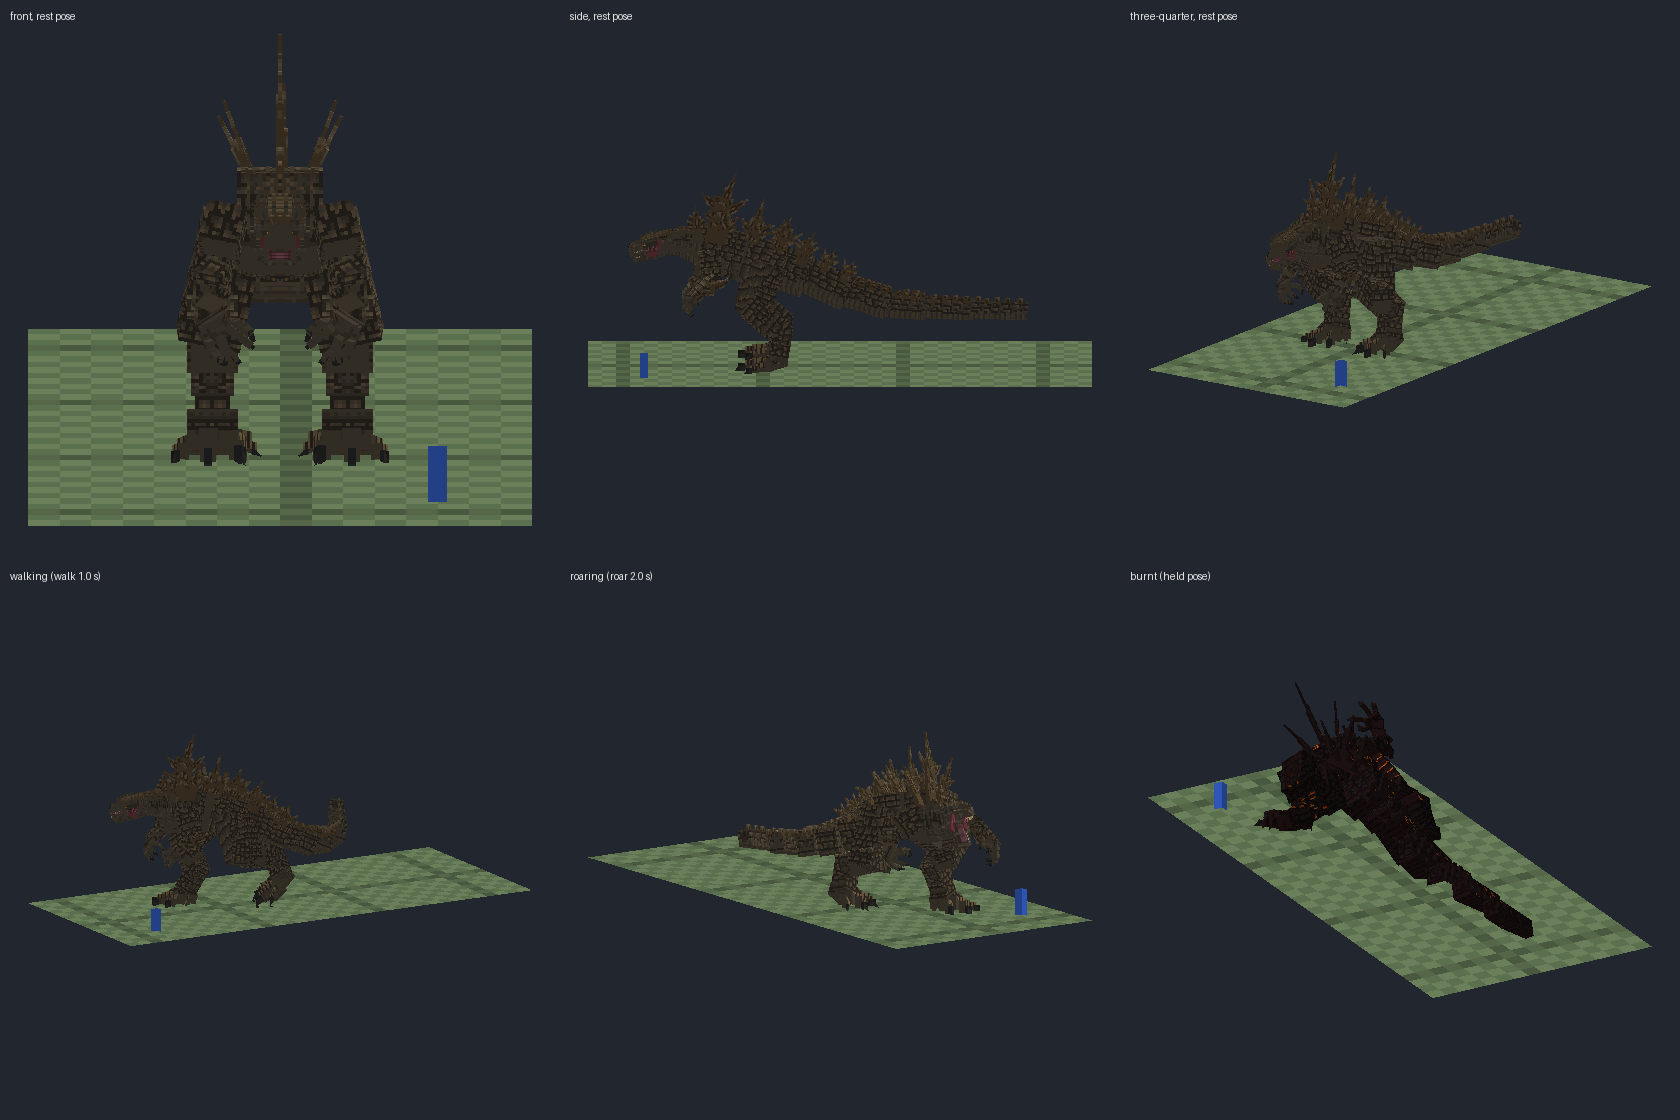 front, rest pose
side, rest pose
three-quarter, rest pose
walking (walk 1.0 s)
roaring (roar 2.0 s)
burnt (held pose)